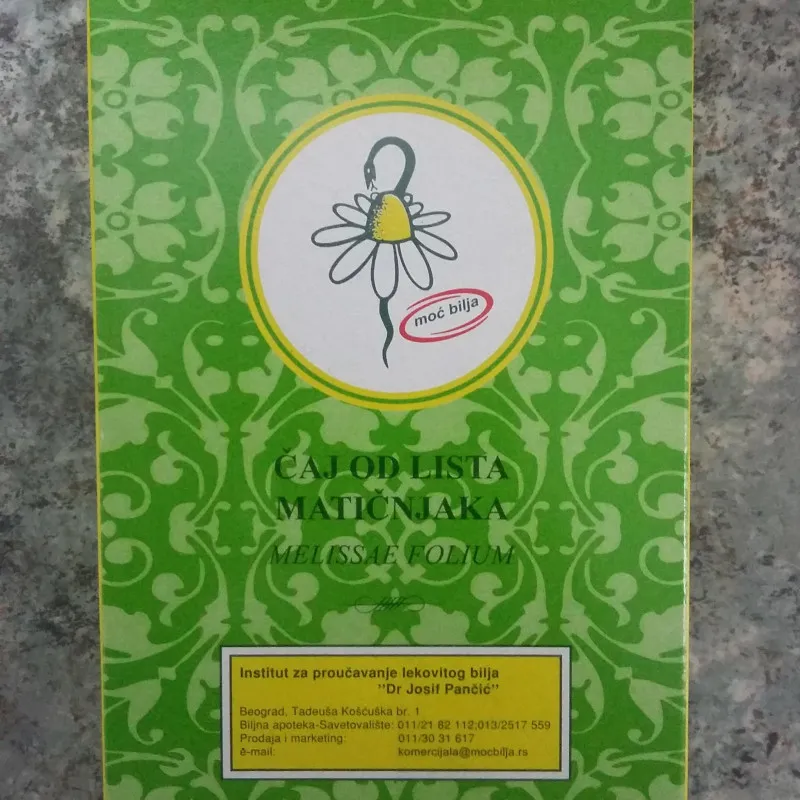 moć bilja
ČAJ OD LISTA
MATIČNJAKA
MELISSAE FOLIUM
Institut za proučavanje lekovitog bilja
"Dr Josif Pančić"
Beograd, Tadeuša Košćuška br. 1
Biljna apoteka-Savetovalište: 011/21 82 112;013/2517 559
Prodaja i marketing: 011/30 31 617
e-mail: komercijala@mocbilja.rs